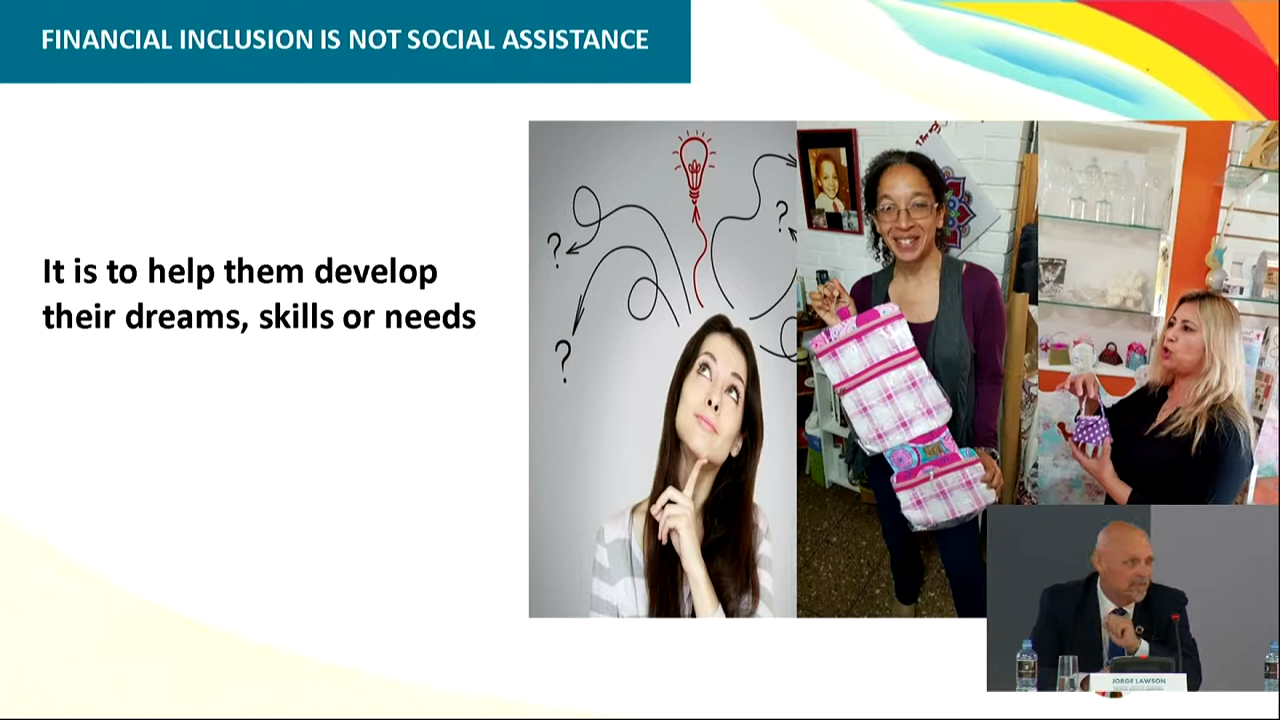 FINANCIAL INCLUSION IS NOT SOCIAL ASSISTANCE
It is to help them develop
their dreams, skills or needs
?
?
?
JORGE LAWSON